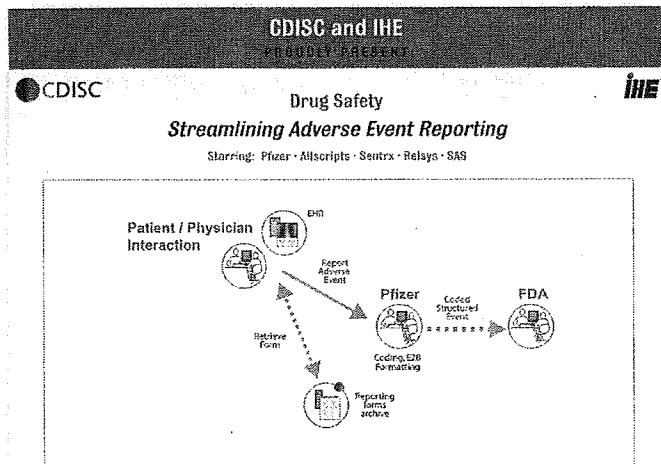 CDISC and IHE
PROUDLY PRESENT
CDISC
IHE
Drug Safety
Streamlining Adverse Event Reporting
Starring: Pfizer · Allscripts · Sentrx · Relsys · SAS
EHR
Patient / Physician
Interaction
Report
Adverse
Event
Pfizer
Coded
Structured
Event
FDA
Retrieve
Form
Coding, E2B
Formatting
Reporting
forms
archive